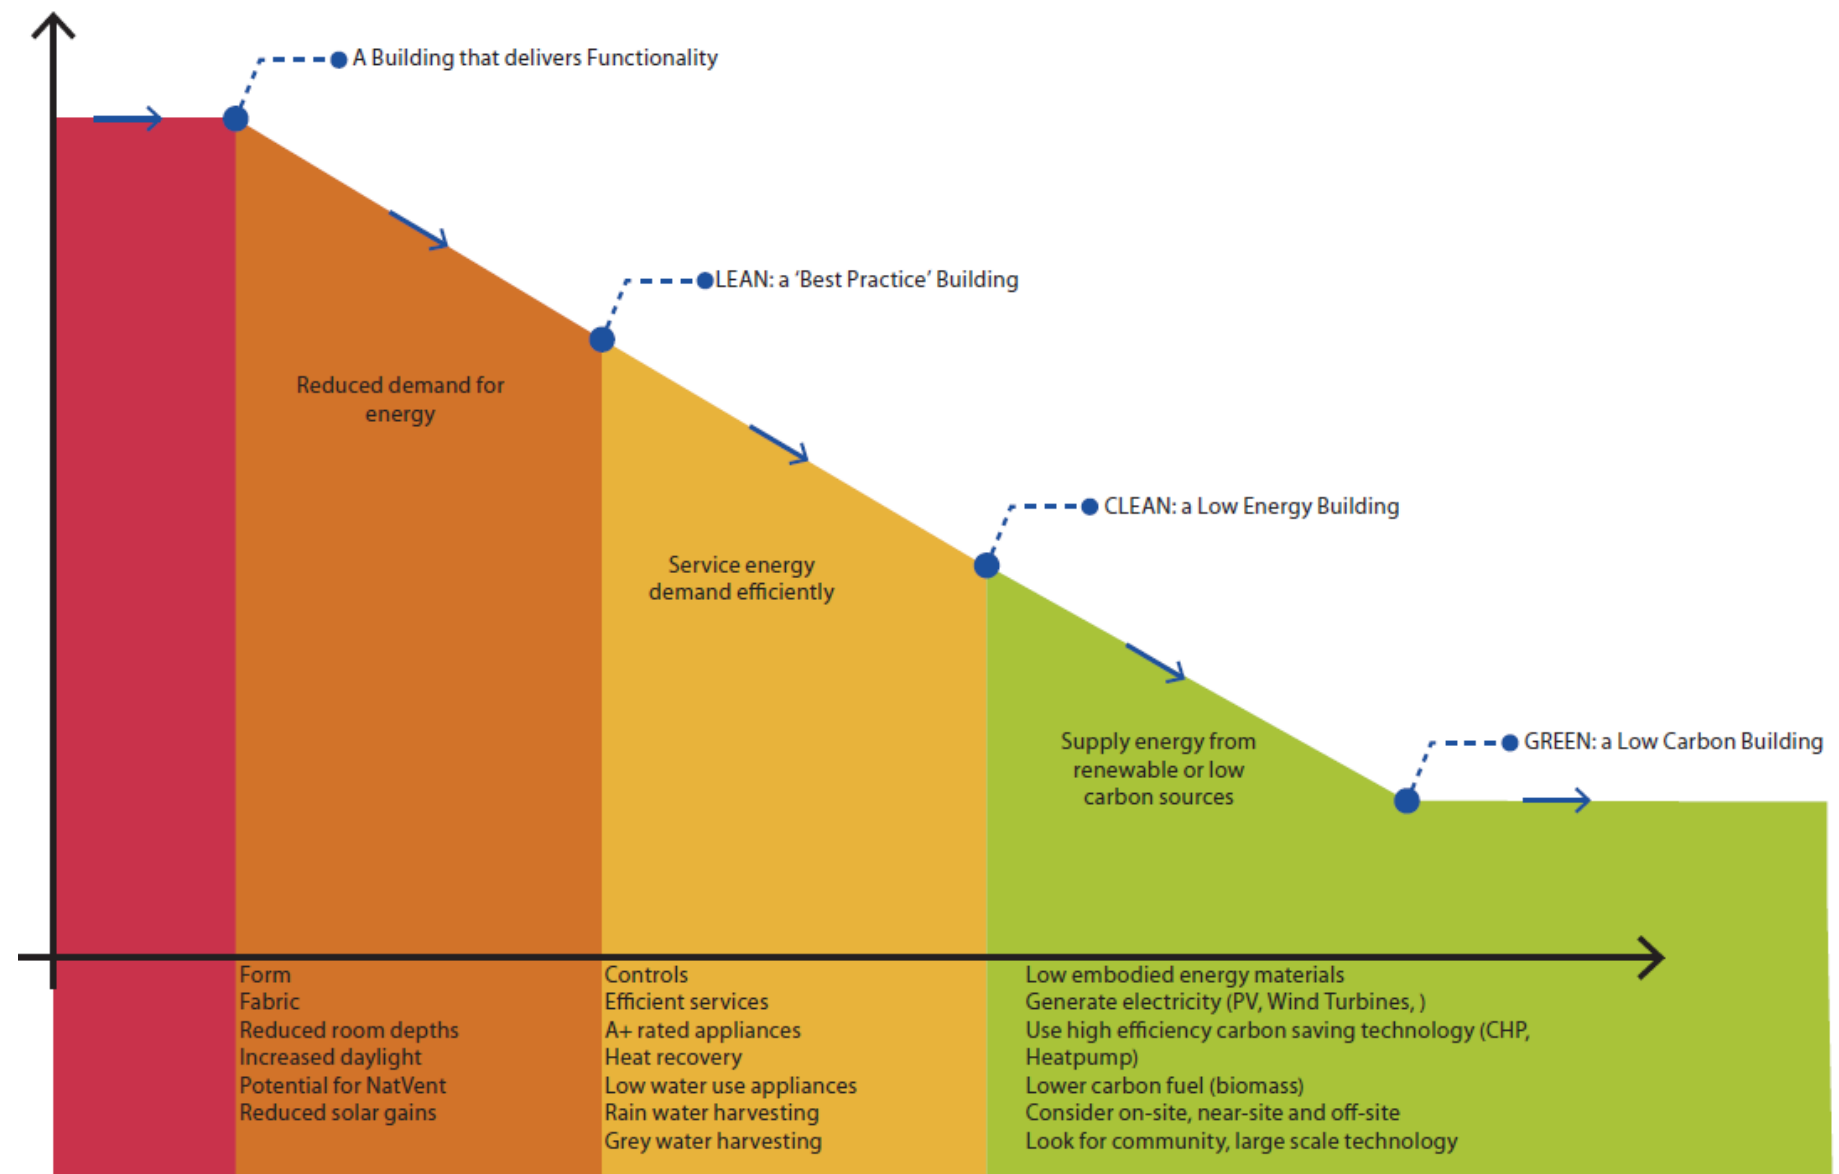 A Building that delivers Functionality
LEAN: a ‘Best Practice’ Building
Reduced demand for
energy
CLEAN: a Low Energy Building
Service energy
demand efficiently
GREEN: a Low Carbon Building
Supply energy from
renewable or low
carbon sources
Form
Fabric
Reduced room depths
Increased daylight
Potential for NatVent
Reduced solar gains
Controls
Efficient services
A+ rated appliances
Heat recovery
Low water use appliances
Rain water harvesting
Grey water harvesting
Low embodied energy materials
Generate electricity (PV, Wind Turbines, )
Use high efficiency carbon saving technology (CHP,
Heatpump)
Lower carbon fuel (biomass)
Consider on-site, near-site and off-site
Look for community, large scale technology